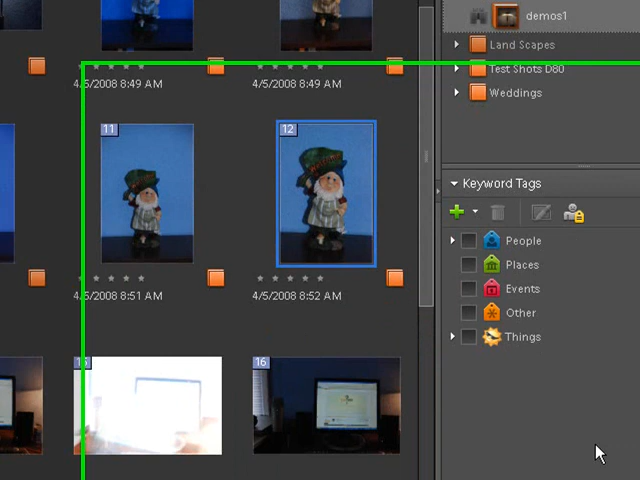 demos1
Land Scapes
Test Shots D80
Weddings
4/5/2008 8:49 AM
4/5/2008 8:49 AM
11
12
Keyword Tags
People
Places
Events
Other
Things
4/5/2008 8:51 AM
4/5/2008 8:52 AM
15
16